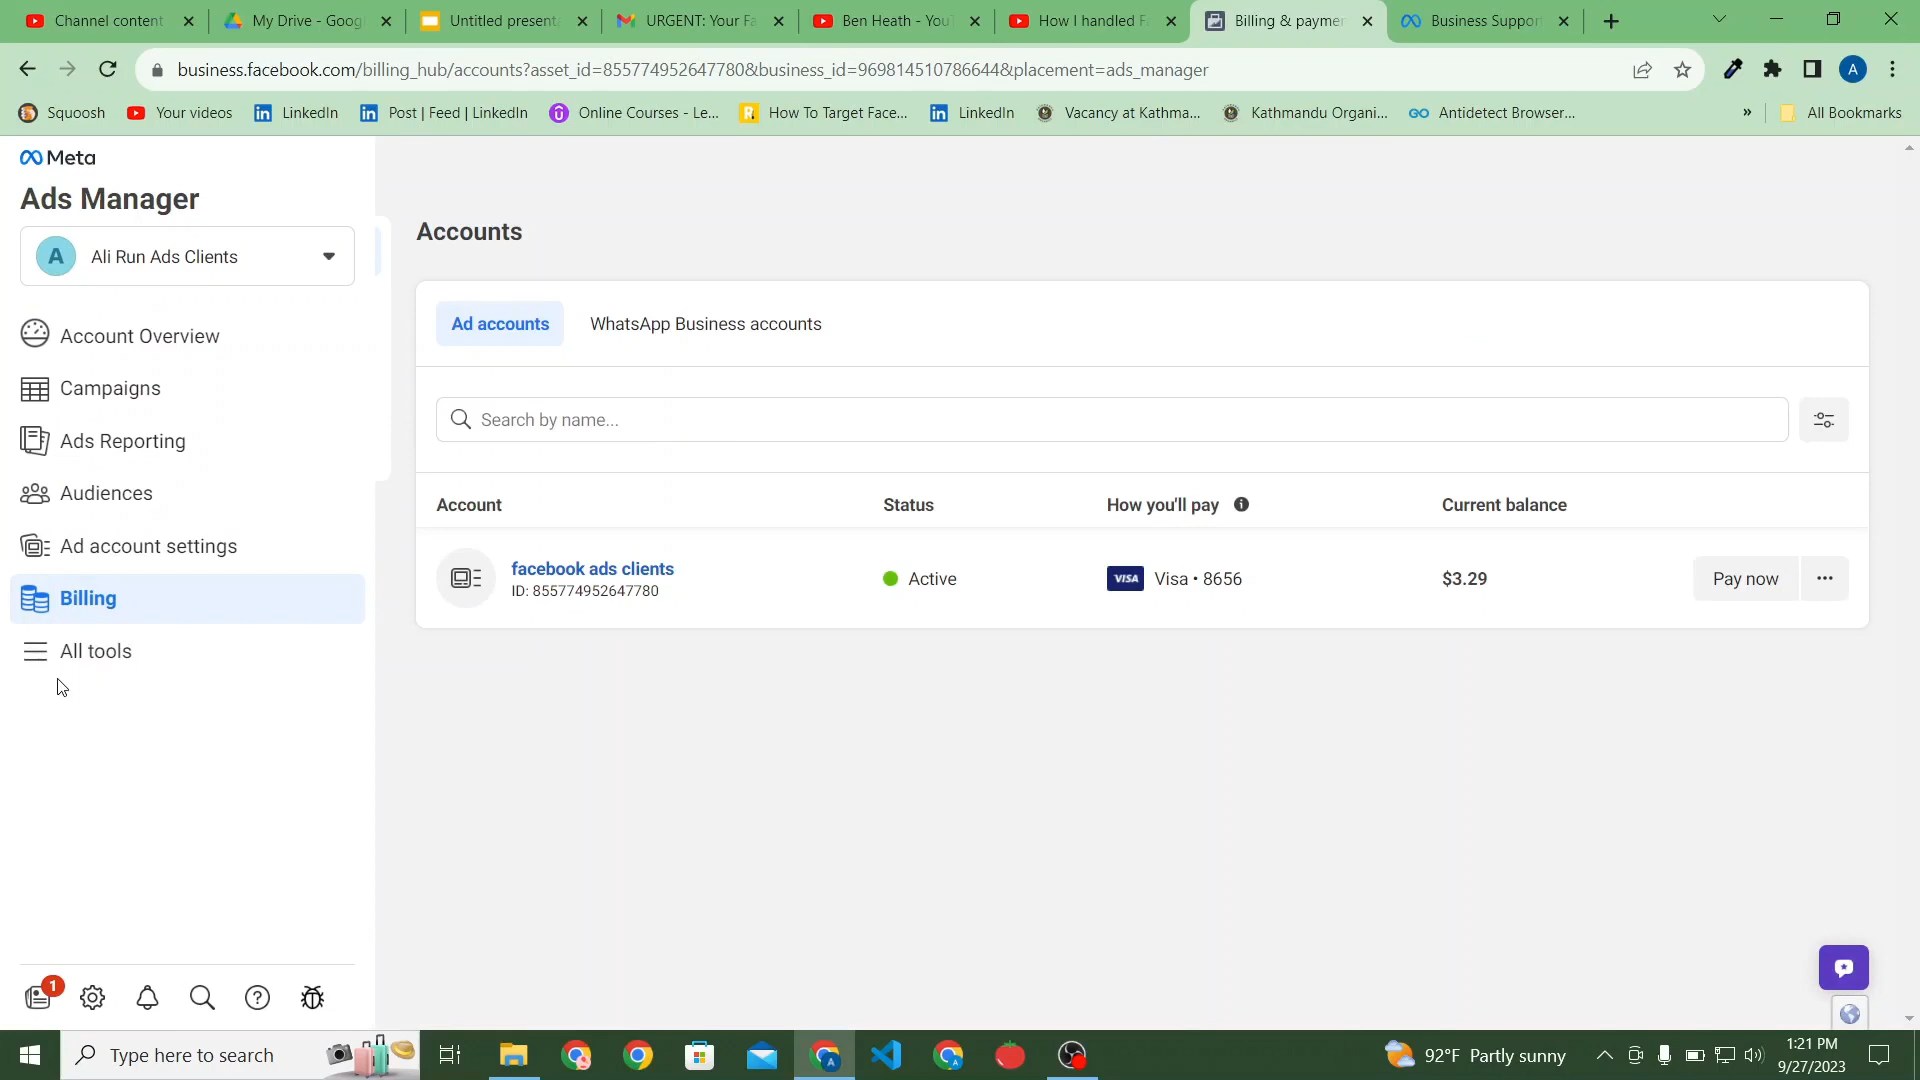 Channel content
My Drive - Googl
Untitled present
URGENT: Your Fa
Ben Heath - YouT
How I handled F
Billing & paymen
Business Suppor
business.facebook.com/billing_hub/accounts?asset_id=855774952647780&business_id=969814510786644&placement=ads_manager
A
Squoosh
Your videos
LinkedIn
Post | Feed | LinkedIn
Online Courses - Le...
How To Target Face...
LinkedIn
Vacancy at Kathma...
Kathmandu Organi...
Antidetect Browser...
»
All Bookmarks
Meta
Ads Manager
A
Ali Run Ads Clients
Account Overview
Campaigns
Ads Reporting
Audiences
Ad account settings
Billing
All tools
1
Accounts
Ad accounts
WhatsApp Business accounts
Search by name...
Account
Status
How you'll pay
Current balance
facebook ads clients
ID: 855774952647780
Active
VISA
Visa • 8656
$3.29
Pay now
Type here to search
92°F Partly sunny
1:21 PM
9/27/2023